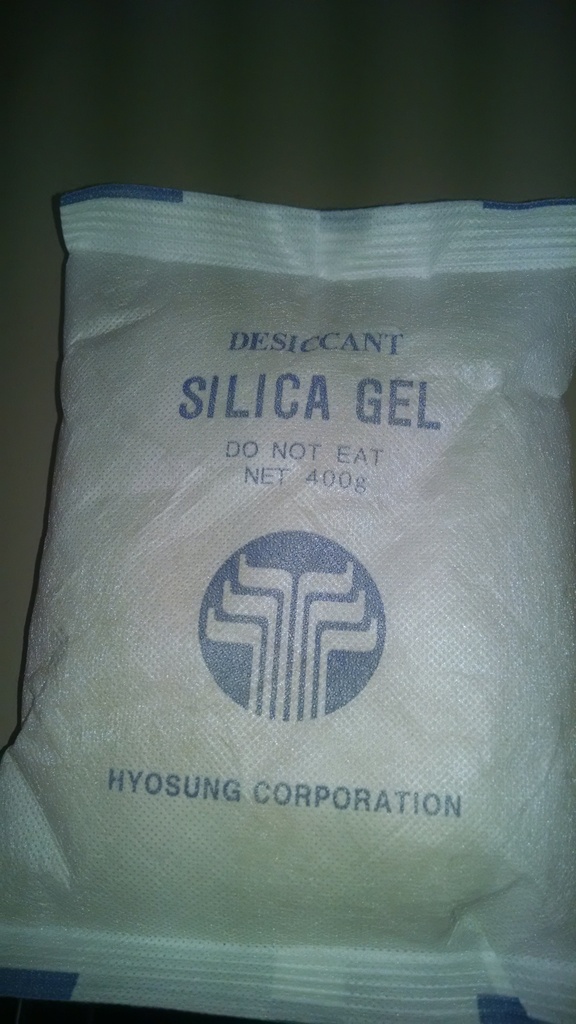 DESICCANT
SILICA GEL
DO NOT EAT
NET 400g
HYOSUNG CORPORATION